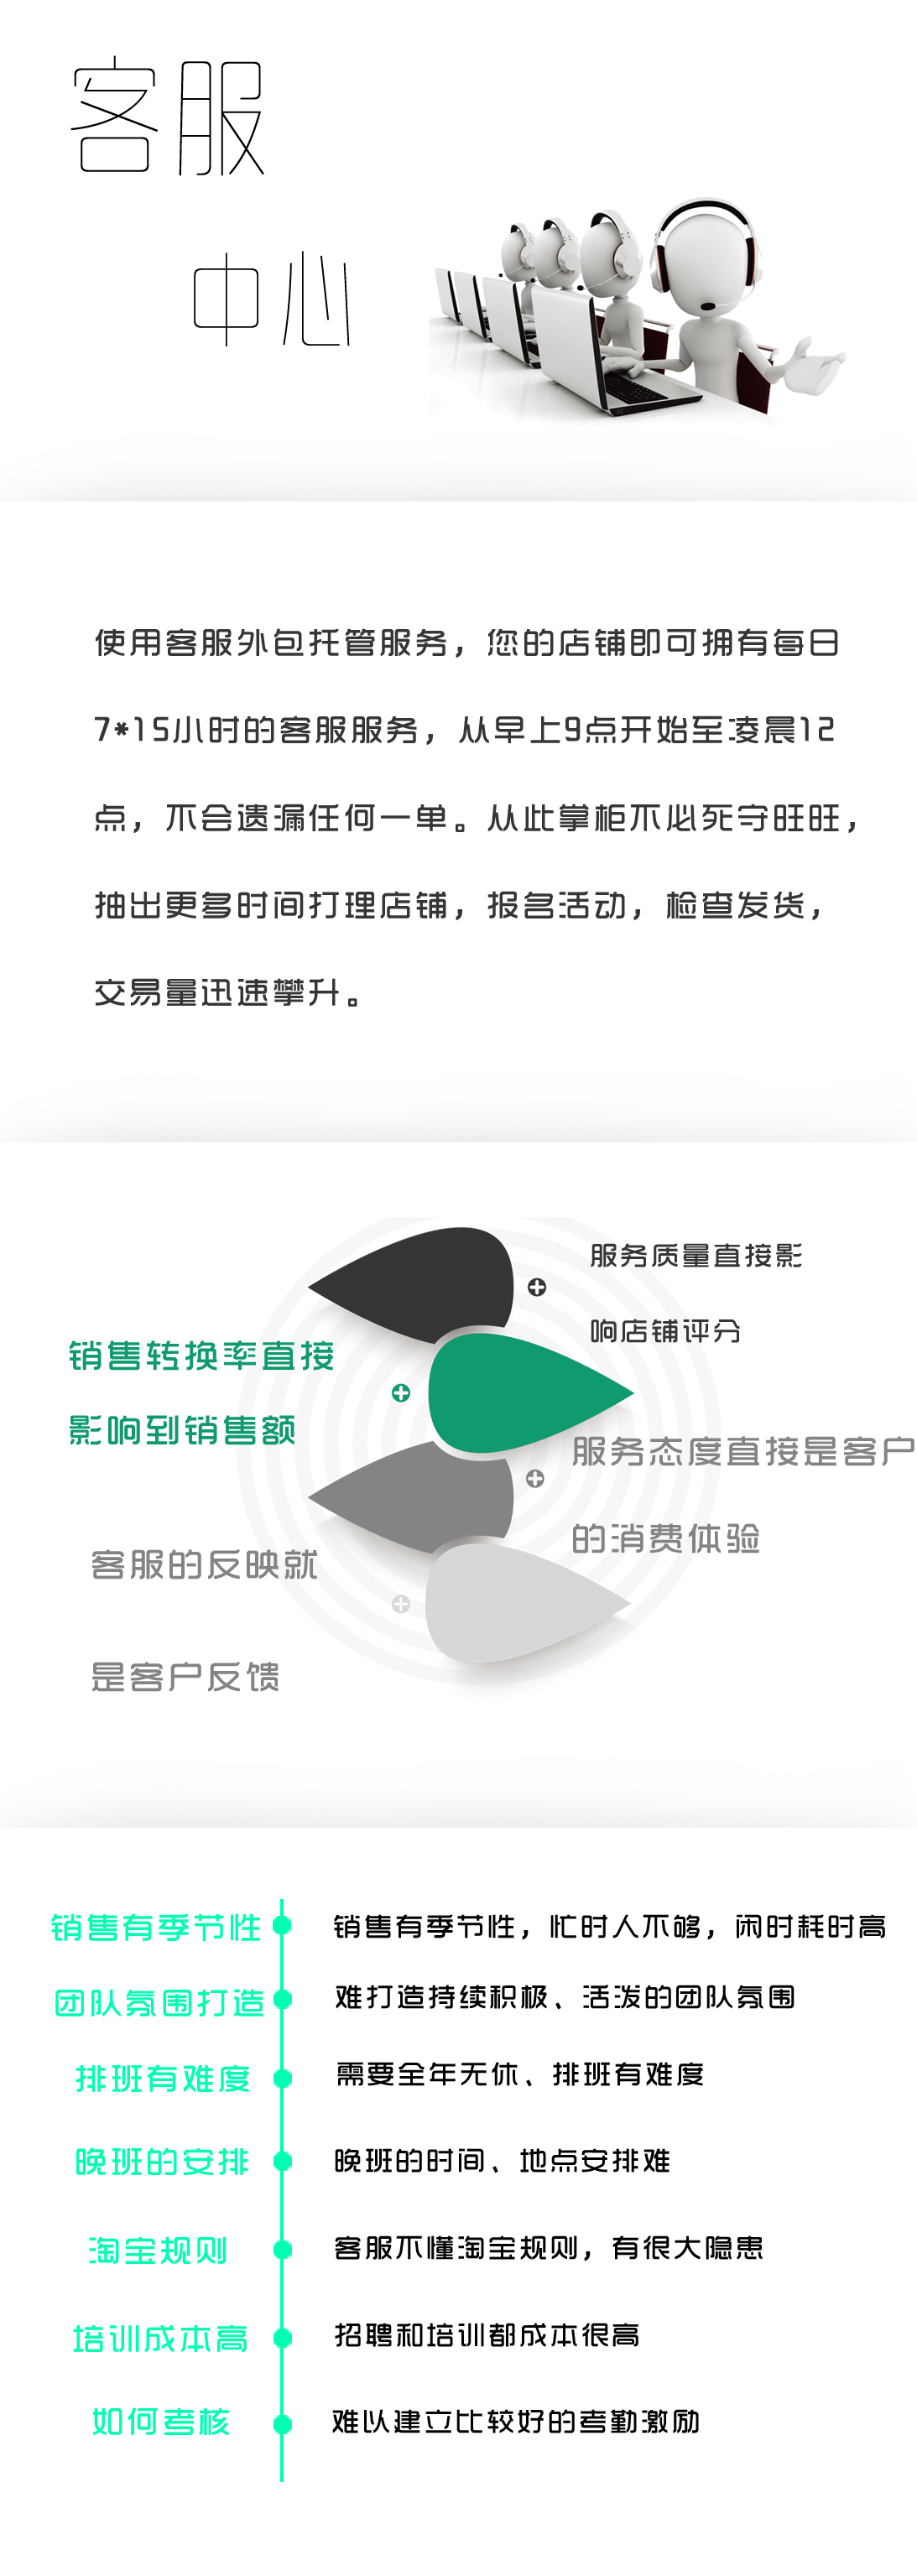 客服
中心
使用客服外包托管服务，您的店铺即可拥有每日
7*15小时的客服服务，从早上9点开始至凌晨12
点，不会遗漏任何一单。从此掌柜不必死守旺旺，
抽出更多时间打理店铺，报名活动，检查发货，
交易量迅速攀升。
服务质量直接影
响店铺评分
销售转换率直接
影响到销售额
服务态度直接是客户
的消费体验
客服的反映就
是客户反馈
销售有季节性
销售有季节性，忙时人不够，闲时耗时高
团队氛围打造
难打造持续积极、活泼的团队氛围
排班有难度
需要全年无休、排班有难度
晚班的安排
晚班的时间、地点安排难
淘宝规则
客服不懂淘宝规则，有很大隐患
培训成本高
招聘和培训都成本很高
如何考核
难以建立比较好的考勤激励